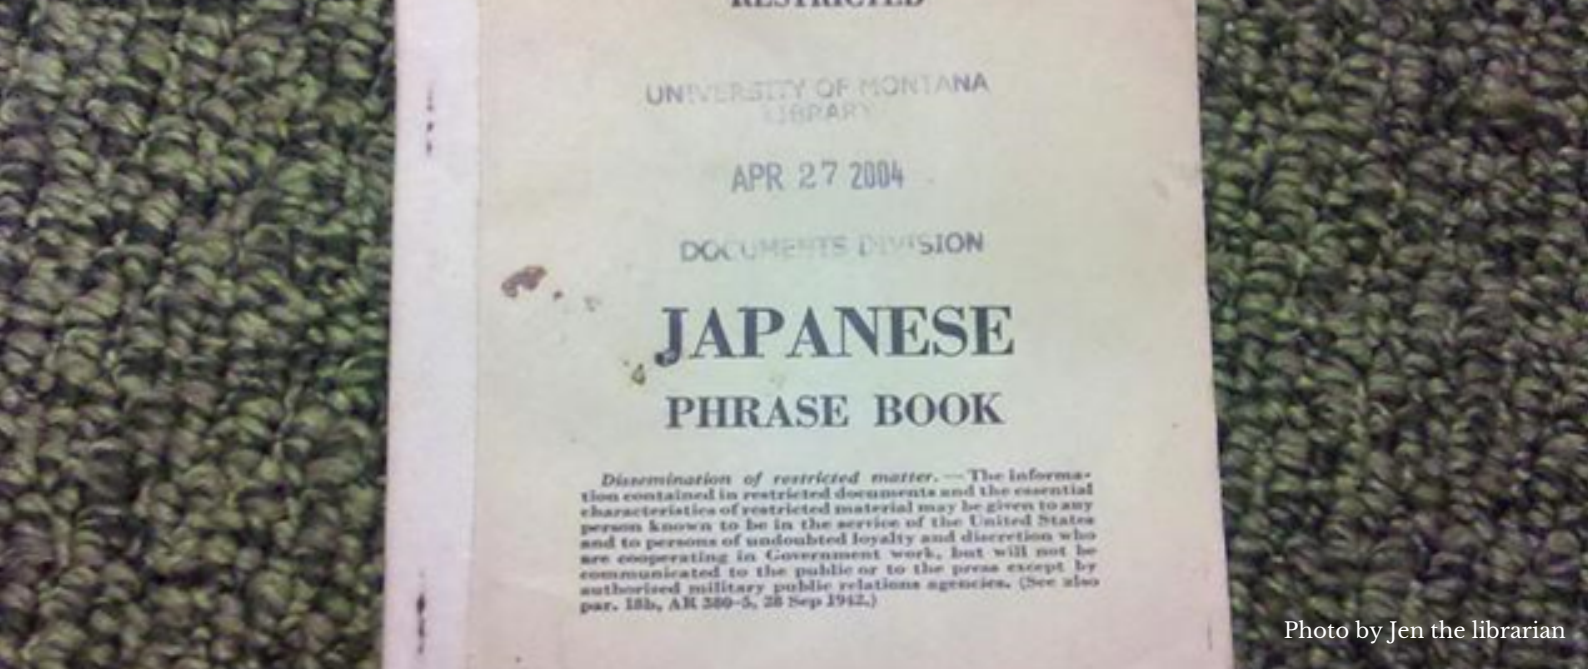 RESTRICTED
UNIVERSITY OF MONTANA
LIBRARY
APR 27 2004
DOCUMENTS DIVISION
JAPANESE
PHRASE BOOK
Dissemination of restricted matter. — The informa-
tion contained in restricted documents and the essential
characteristics of restricted material may be given to any
person known to be in the service of the United States
and to persons of undoubted loyalty and discretion who
are cooperating in Government work, but will not be
communicated to the public or to the press except by
authorized military public relations agencies. (See also
par. 18b, AR 380-5, 28 Sep 1942.)
Photo by Jen the librarian